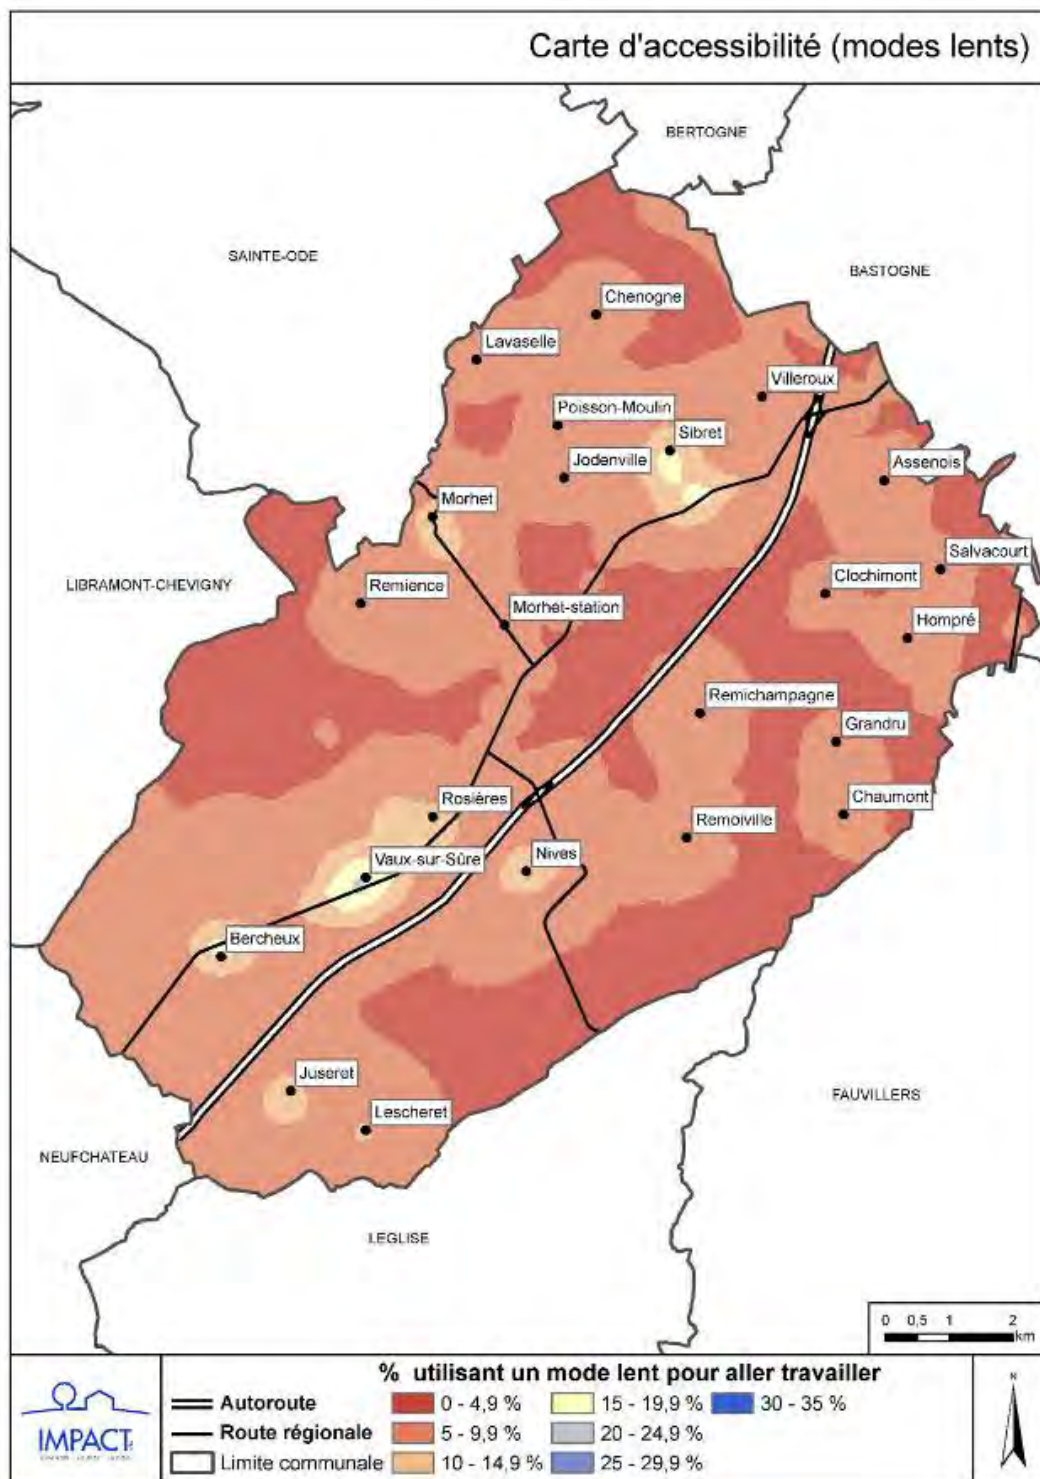 Carte d'accessibilité (modes lents)
BERTOGNE
SAINTE-ODE
BASTOGNE
Chenogne
Lavaselle
Villeroux
Poisson-Moulin
Sibret
Assenois
Jodenville
Morhet
Salvacourt
LIBRAMONT-CHEVIGNY
Remience
Clochimont
Morhet-station
Hompré
Remichampagne
Grandru
Rosières
Chaumont
Remoiville
Vaux-sur-Sûre
Nives
Bercheux
Juseret
FAUVILLERS
Lescheret
NEUFCHATEAU
LEGLISE
0 0,5 1 2
km
% utilisant un mode lent pour aller travailler
Autoroute
Route régionale
Limite communale
0 - 4,9 %
5 - 9,9 %
10 - 14,9 %
15 - 19,9 %
20 - 24,9 %
25 - 29,9 %
30 - 35 %
IMPACT
N